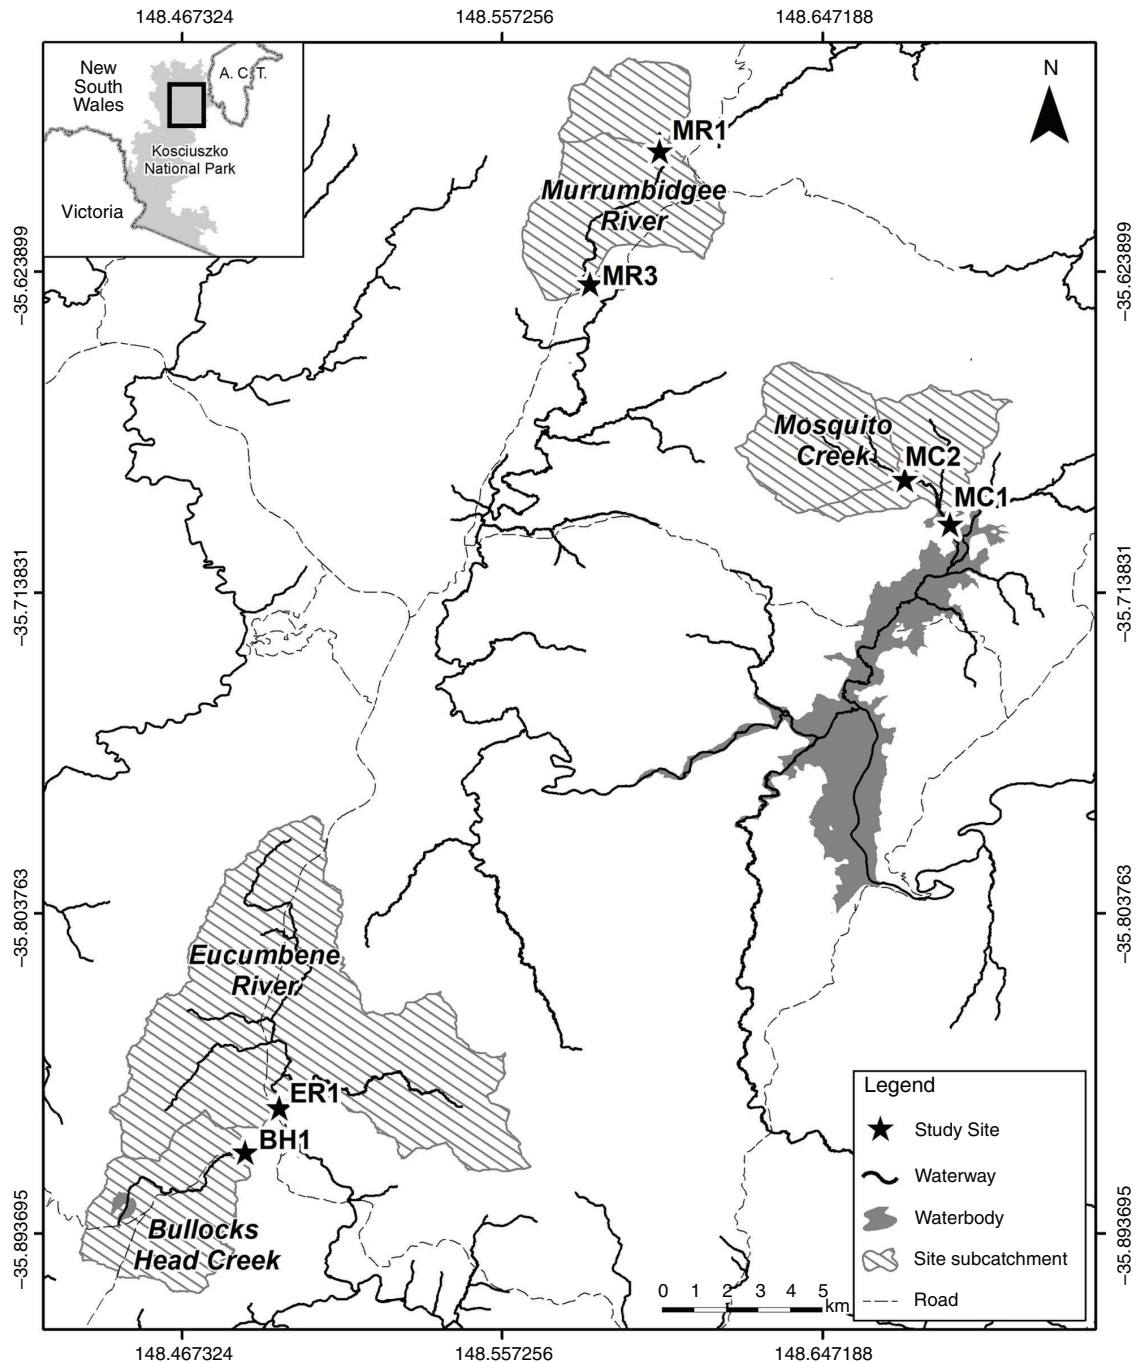 148.467324
148.557256
148.647188
New
South
Wales
A. C. T.
Kosciuszko
National Park
Victoria
N
MR1
Murrumbidgee
River
MR3
−35.623899
−35.623899
Mosquito
Creek
MC2
MC1
−35.713831
−35.713831
−35.803763
−35.803763
Eucumbene
River
ER1
BH1
Bullocks
Head Creek
−35.893695
−35.893695
Legend
Study Site
Waterway
Waterbody
Site subcatchment
Road
0 1 2 3 4 5
km
148.467324
148.557256
148.647188